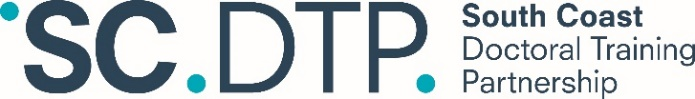 SC.DTP.
South Coast
Doctoral Training
Partnership